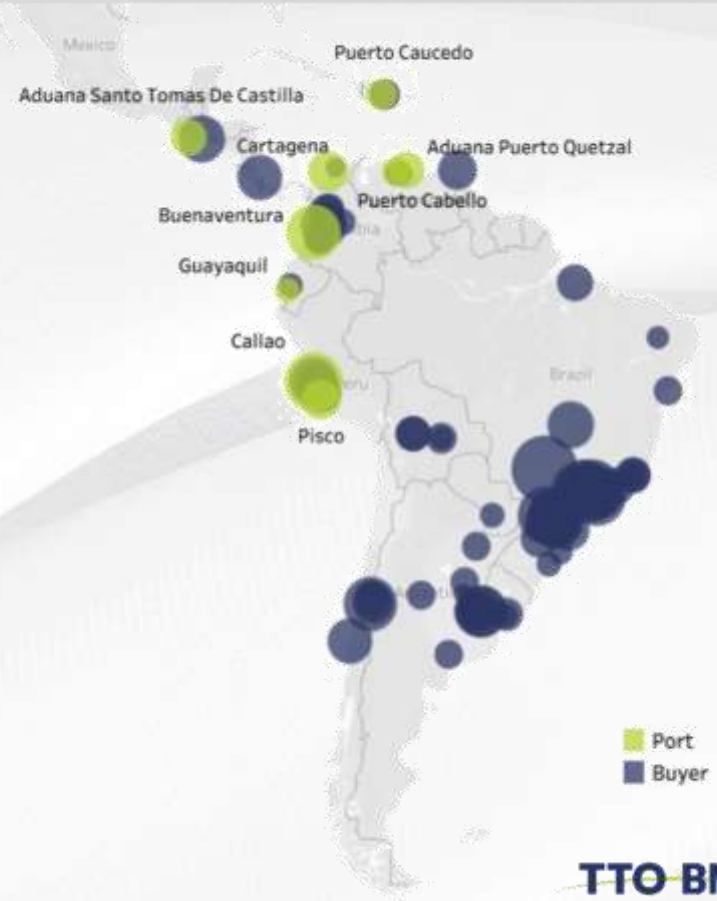 Mexico
Puerto Caucedo
Aduana Santo Tomas De Castilla
Cartagena
Aduana Puerto Quetzal
Puerto Cabello
Buenaventura
Guayaquil
Callao
Brazil
Pisco
Port
Buyer
TTO